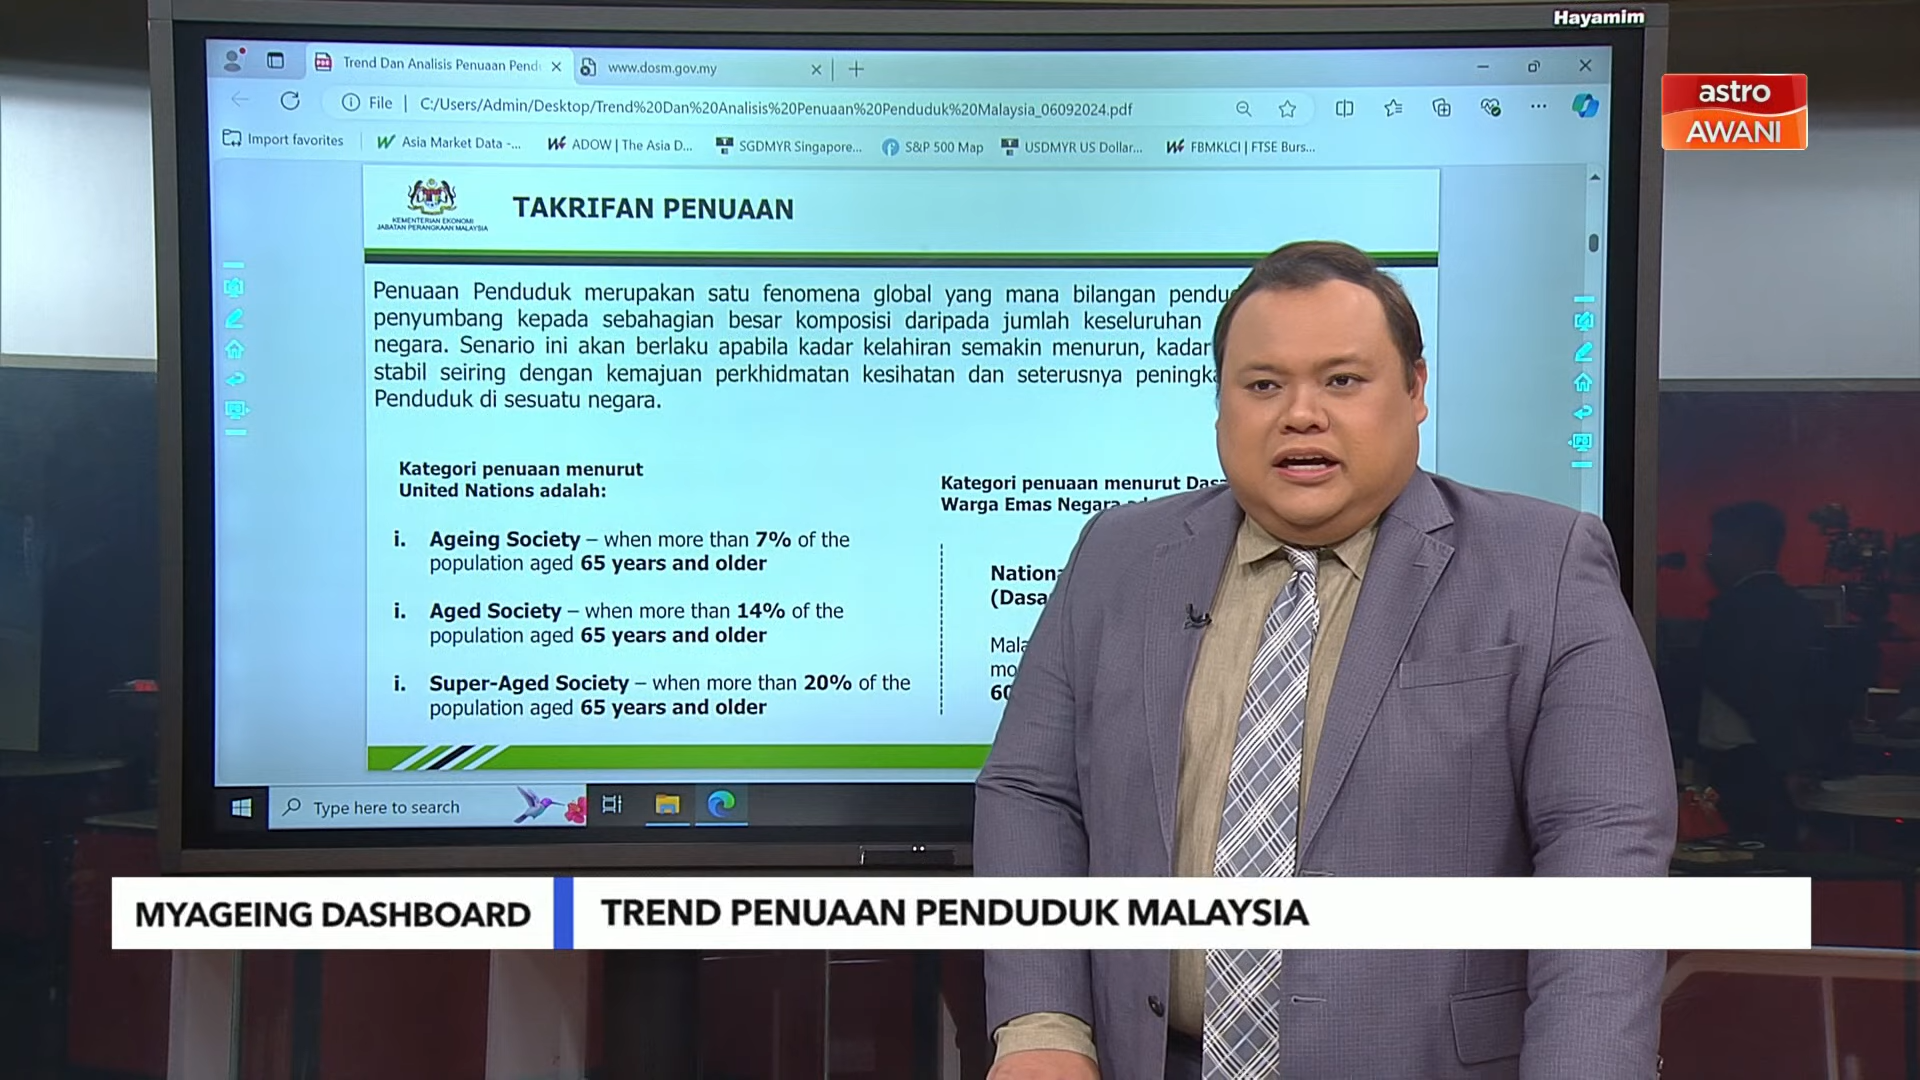 Hayamim
astro
AWANI
Trend Dan Analisis Penuaan Pend
www.dosm.gov.my
File | C:/Users/Admin/Desktop/Trend%20Dan%20Analisis%20Penuaan%20Penduduk%20Malaysia_06092024.pdf
Import favorites
Asia Market Data -...
ADOW | The Asia D...
SGDMYR Singapore...
S&P 500 Map
USDMYR US Dollar...
FBMKLCI | FTSE Burs...
KEMENTERIAN EKONOMI
JABATAN PERANGKAAN MALAYSIA
TAKRIFAN PENUAAN
Penuaan Penduduk merupakan satu fenomena global yang mana bilangan
penyumbang kepada sebahagian besar komposisi daripada jumlah keseluruhan
negara. Senario ini akan berlaku apabila kadar kelahiran semakin menurun, kadar
stabil seiring dengan kemajuan perkhidmatan kesihatan dan seterusnya
Penduduk di sesuatu negara.
Kategori penuaan menurut
United Nations adalah:
i. Ageing Society – when more than 7% of the
population aged 65 years and older
i. Aged Society – when more than 14% of the
population aged 65 years and older
i. Super-Aged Society – when more than 20% of the
population aged 65 years and older
Kategori penuaan menurut
Warga Emas Negara
60
Type here to search
MYAGEING DASHBOARD
TREND PENUAAN PENDUDUK MALAYSIA